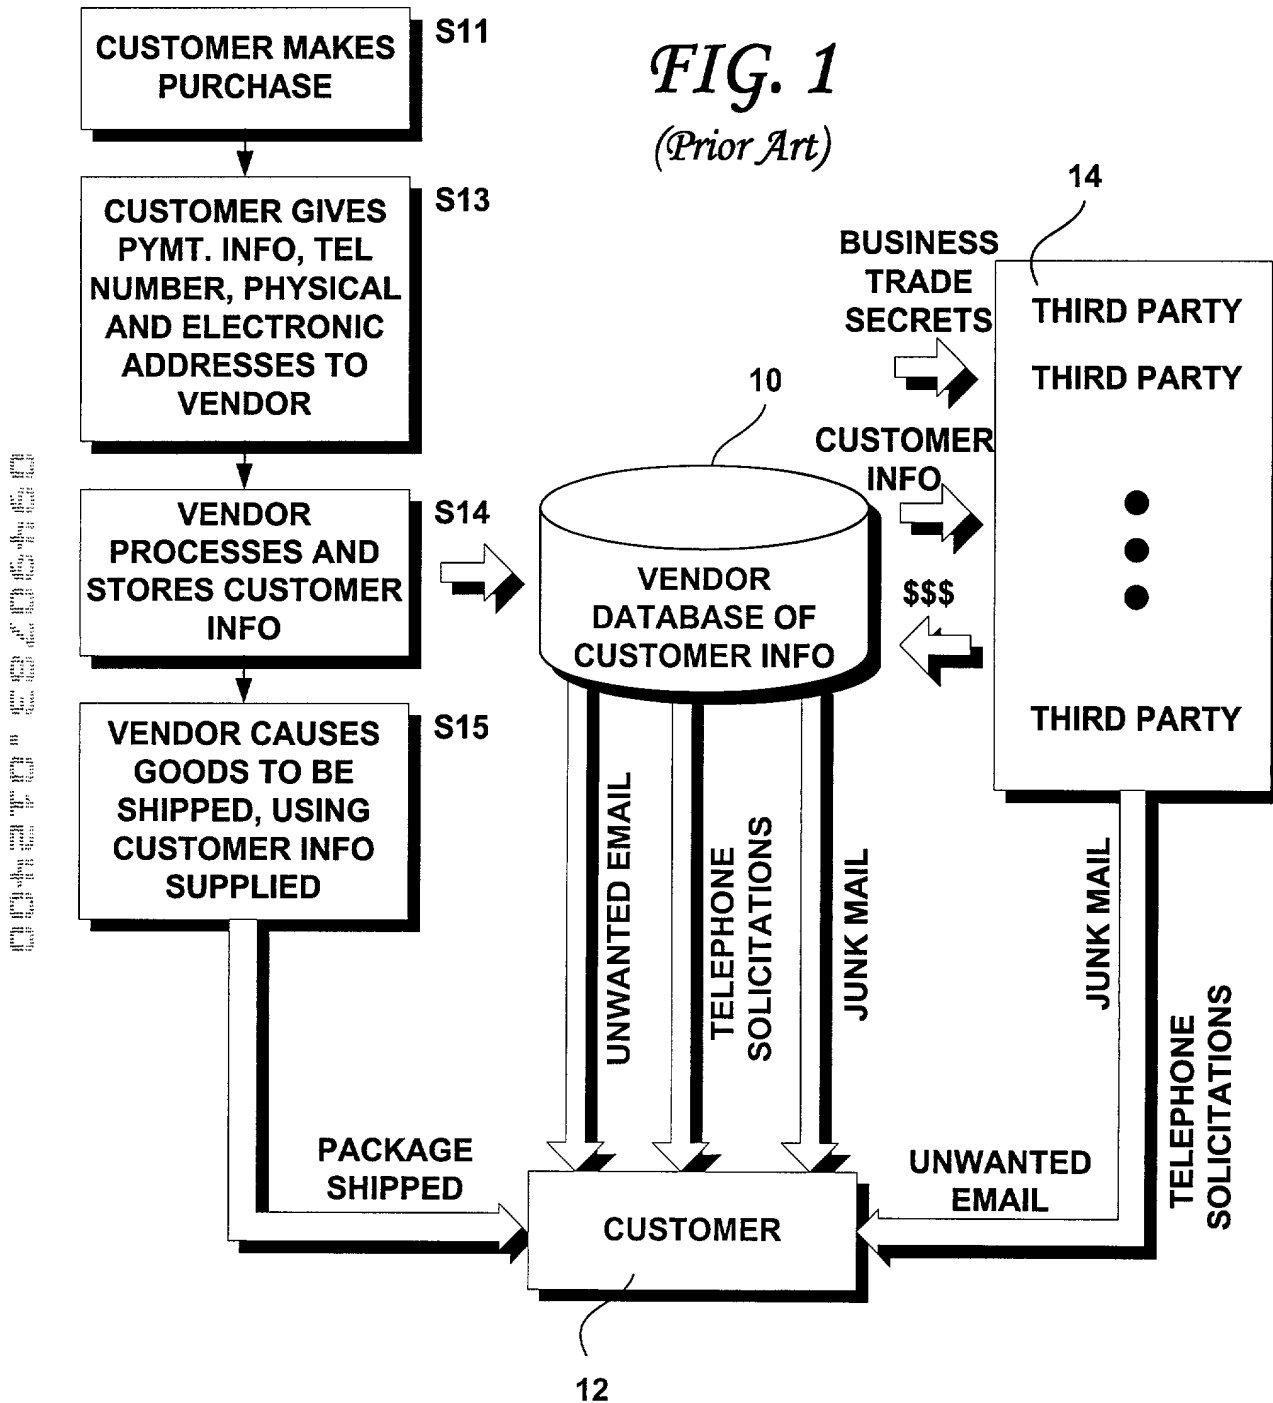 FIG. 1
(Prior Art)
S11
CUSTOMER MAKES
PURCHASE
S13
CUSTOMER GIVES
PYMT. INFO, TEL
NUMBER, PHYSICAL
AND ELECTRONIC
ADDRESSES TO
VENDOR
S14
VENDOR
PROCESSES AND
STORES CUSTOMER
INFO
S15
VENDOR CAUSES
GOODS TO BE
SHIPPED, USING
CUSTOMER INFO
SUPPLIED
PACKAGE
SHIPPED
10
VENDOR
DATABASE OF
CUSTOMER INFO
UNWANTED EMAIL
TELEPHONE
SOLICITATIONS
JUNK MAIL
BUSINESS
TRADE
SECRETS
CUSTOMER
INFO
$$$
14
THIRD PARTY
THIRD PARTY
THIRD PARTY
JUNK MAIL
TELEPHONE
SOLICITATIONS
UNWANTED
EMAIL
CUSTOMER
12